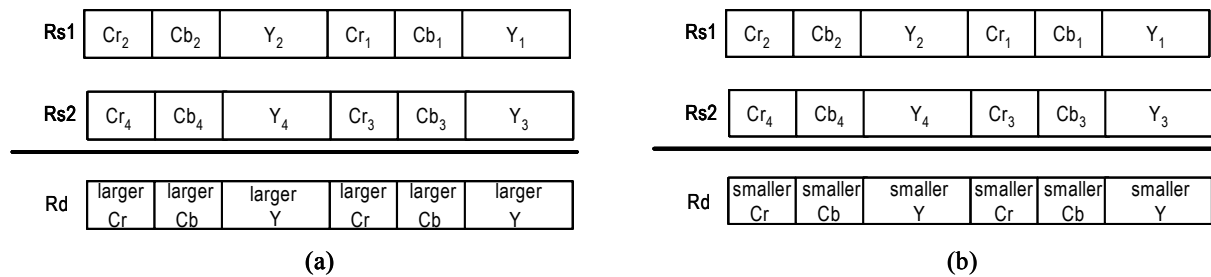 Rs1 Cr₂ Cb₂ Y₂ Cr₁ Cb₁ Y₁
Rs2 Cr₄ Cb₄ Y₄ Cr₃ Cb₃ Y₃
Rd larger Cr larger Cb larger Y larger Cr larger Cb larger Y
(a)
Rs1 Cr₂ Cb₂ Y₂ Cr₁ Cb₁ Y₁
Rs2 Cr₄ Cb₄ Y₄ Cr₃ Cb₃ Y₃
Rd smaller Cr smaller Cb smaller Y smaller Cr smaller Cb smaller Y
(b)